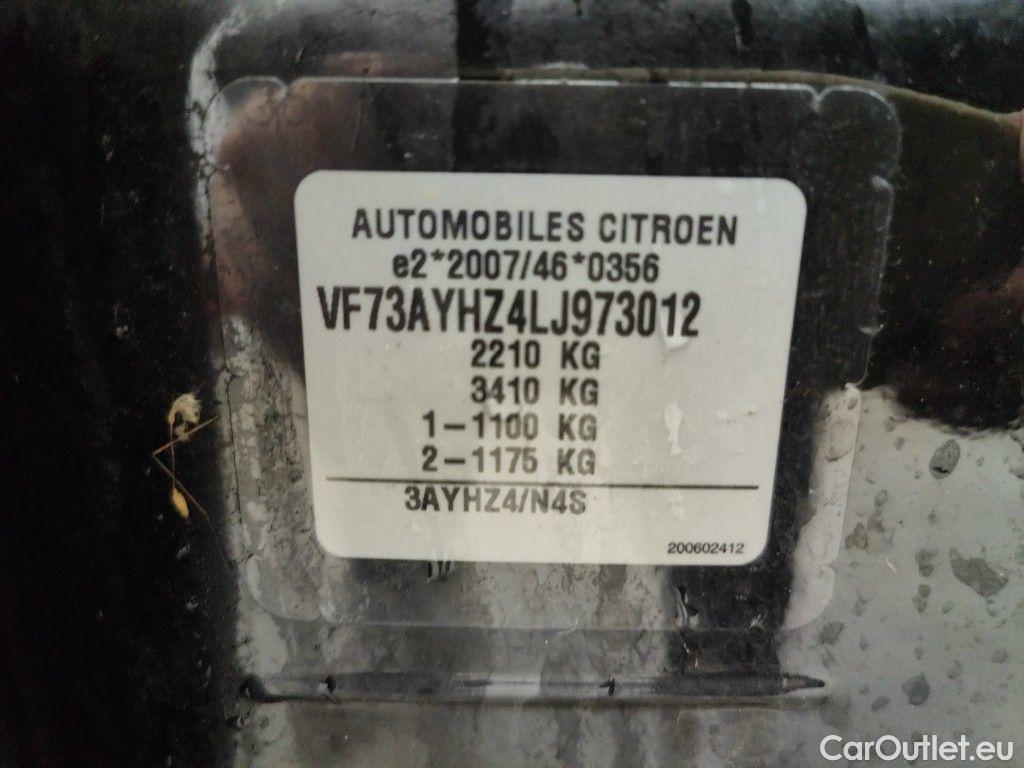 AUTOMOBILES CITROEN
e2*2007/46*0356
VF73AYHZ4LJ973012
2210 KG
3410 KG
1-1100 KG
2-1175 KG
3AYHZ4/N4S
200602412
CarOutlet.eu